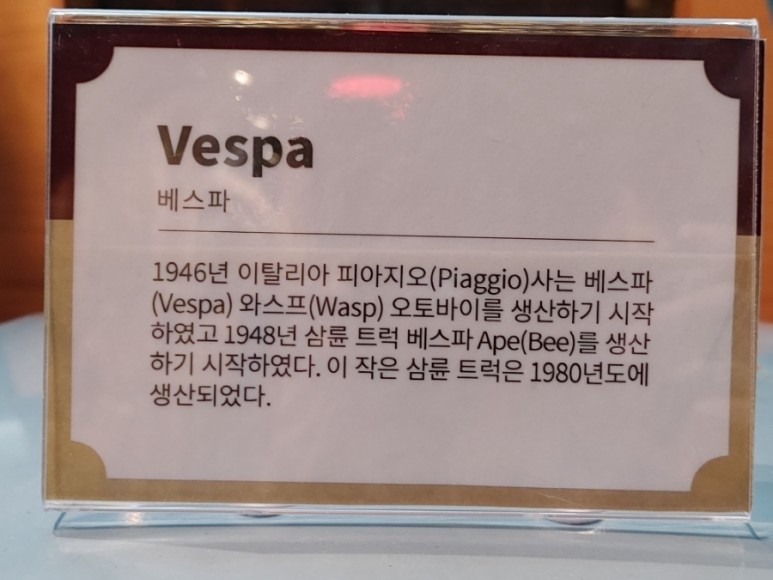 Vespa
베스파
1946년 이탈리아 피아지오(Piaggio)사는 베스파
(Vespa) 와스프(Wasp) 오토바이를 생산하기 시작
하였고 1948년 삼륜 트럭 베스파 Ape(Bee)를 생산
하기 시작하였다. 이 작은 삼륜 트럭은 1980년도에
생산되었다.